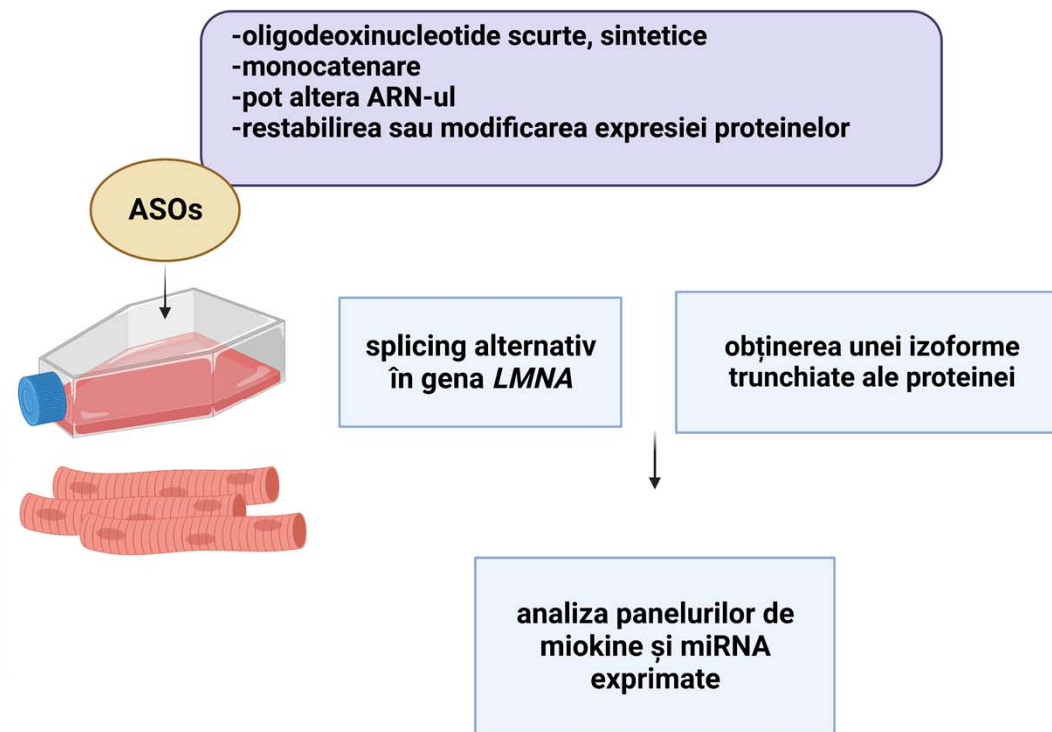 -oligodeoxinucleotide scurte, sintetice
-monocatenare
-pot altera ARN-ul
-restabilirea sau modificarea expresiei proteinelor
ASOs
splicing alternativ
în gena LMNA
obținerea unei izoforme
trunchiate ale proteinei
analiza panelurilor de
miokine și miRNA
exprimate